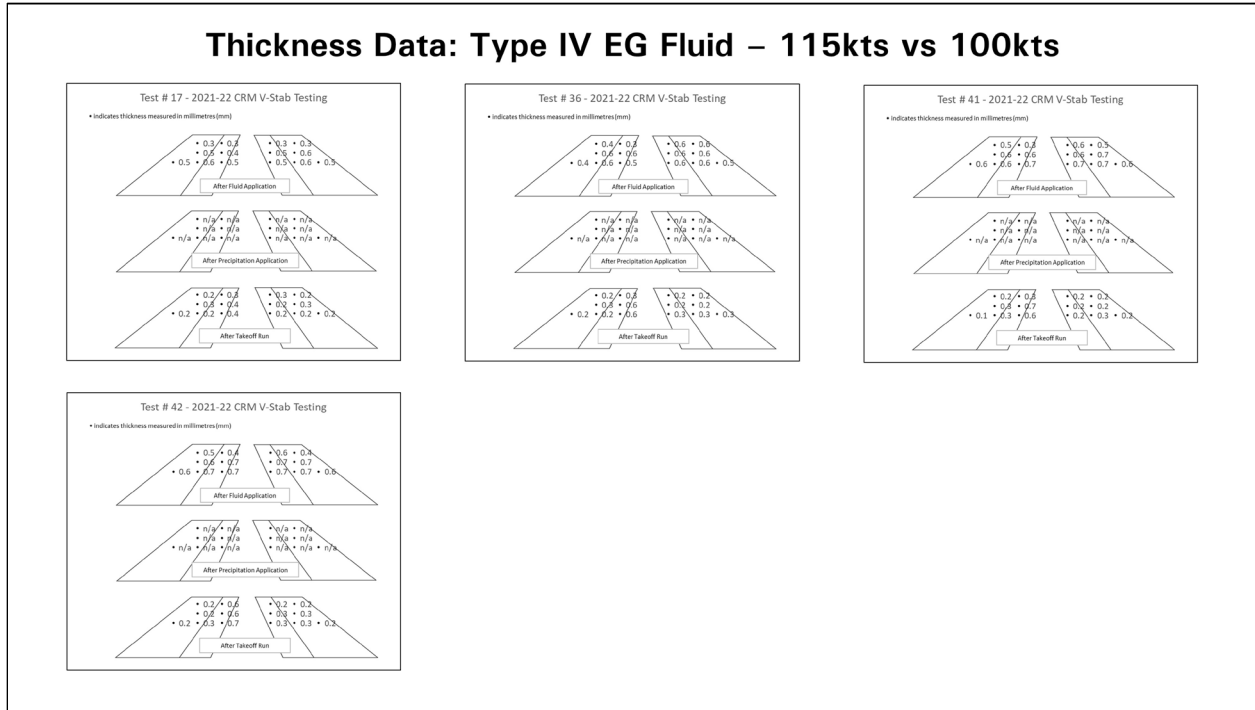 Thickness Data: Type IV EG Fluid – 115kts vs 100kts
Test # 17 - 2021-22 CRM V-Stab Testing
• indicates thickness measured in millimetres (mm)
• 0.3 • 0.3 • 0.3 • 0.3
• 0.5 • 0.4 • 0.5 • 0.6
• 0.5 • 0.6 • 0.5 • 0.5 • 0.6 • 0.5
After Fluid Application
• n/a • n/a • n/a • n/a
• n/a • n/a • n/a • n/a
• n/a • n/a • n/a • n/a • n/a • n/a
After Precipitation Application
• 0.2 • 0.3 • 0.3 • 0.2
• 0.3 • 0.4 • 0.2 • 0.3
• 0.2 • 0.2 • 0.4 • 0.2 • 0.2 • 0.2
After Takeoff Run
Test # 36 - 2021-22 CRM V-Stab Testing
• indicates thickness measured in millimetres (mm)
• 0.4 • 0.3 • 0.6 • 0.6
• 0.6 • 0.6 • 0.6 • 0.6
• 0.4 • 0.6 • 0.5 • 0.6 • 0.6 • 0.5
After Fluid Application
• n/a • n/a • n/a • n/a
• n/a • n/a • n/a • n/a
• n/a • n/a • n/a • n/a • n/a • n/a
After Precipitation Application
• 0.2 • 0.3 • 0.2 • 0.2
• 0.3 • 0.6 • 0.2 • 0.2
• 0.2 • 0.2 • 0.6 • 0.3 • 0.3 • 0.3
After Takeoff Run
Test # 41 - 2021-22 CRM V-Stab Testing
• indicates thickness measured in millimetres (mm)
• 0.5 • 0.3 • 0.6 • 0.5
• 0.6 • 0.6 • 0.6 • 0.7
• 0.6 • 0.6 • 0.7 • 0.7 • 0.7 • 0.6
After Fluid Application
• n/a • n/a • n/a • n/a
• n/a • n/a • n/a • n/a
• n/a • n/a • n/a • n/a • n/a • n/a
After Precipitation Application
• 0.2 • 0.3 • 0.2 • 0.2
• 0.3 • 0.7 • 0.2 • 0.2
• 0.1 • 0.3 • 0.6 • 0.2 • 0.3 • 0.2
After Takeoff Run
Test # 42 - 2021-22 CRM V-Stab Testing
• indicates thickness measured in millimetres (mm)
• 0.5 • 0.4 • 0.6 • 0.4
• 0.6 • 0.7 • 0.7 • 0.7
• 0.6 • 0.7 • 0.7 • 0.7 • 0.7 • 0.6
After Fluid Application
• n/a • n/a • n/a • n/a
• n/a • n/a • n/a • n/a
• n/a • n/a • n/a • n/a • n/a • n/a
After Precipitation Application
• 0.2 • 0.6 • 0.2 • 0.2
• 0.2 • 0.6 • 0.3 • 0.3
• 0.2 • 0.3 • 0.7 • 0.3 • 0.3 • 0.2
After Takeoff Run